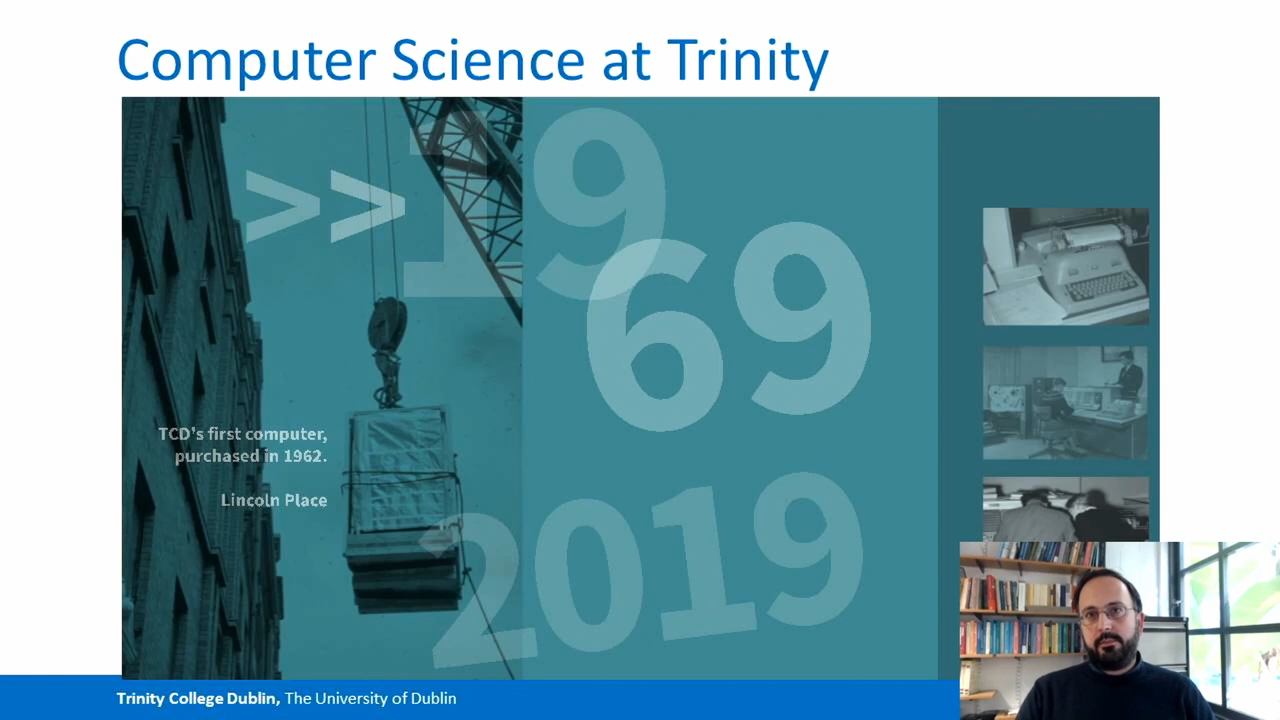 Computer Science at Trinity
>>19
69
TCD's first computer,
purchased in 1962.
Lincoln Place
2019
Trinity College Dublin, The University of Dublin